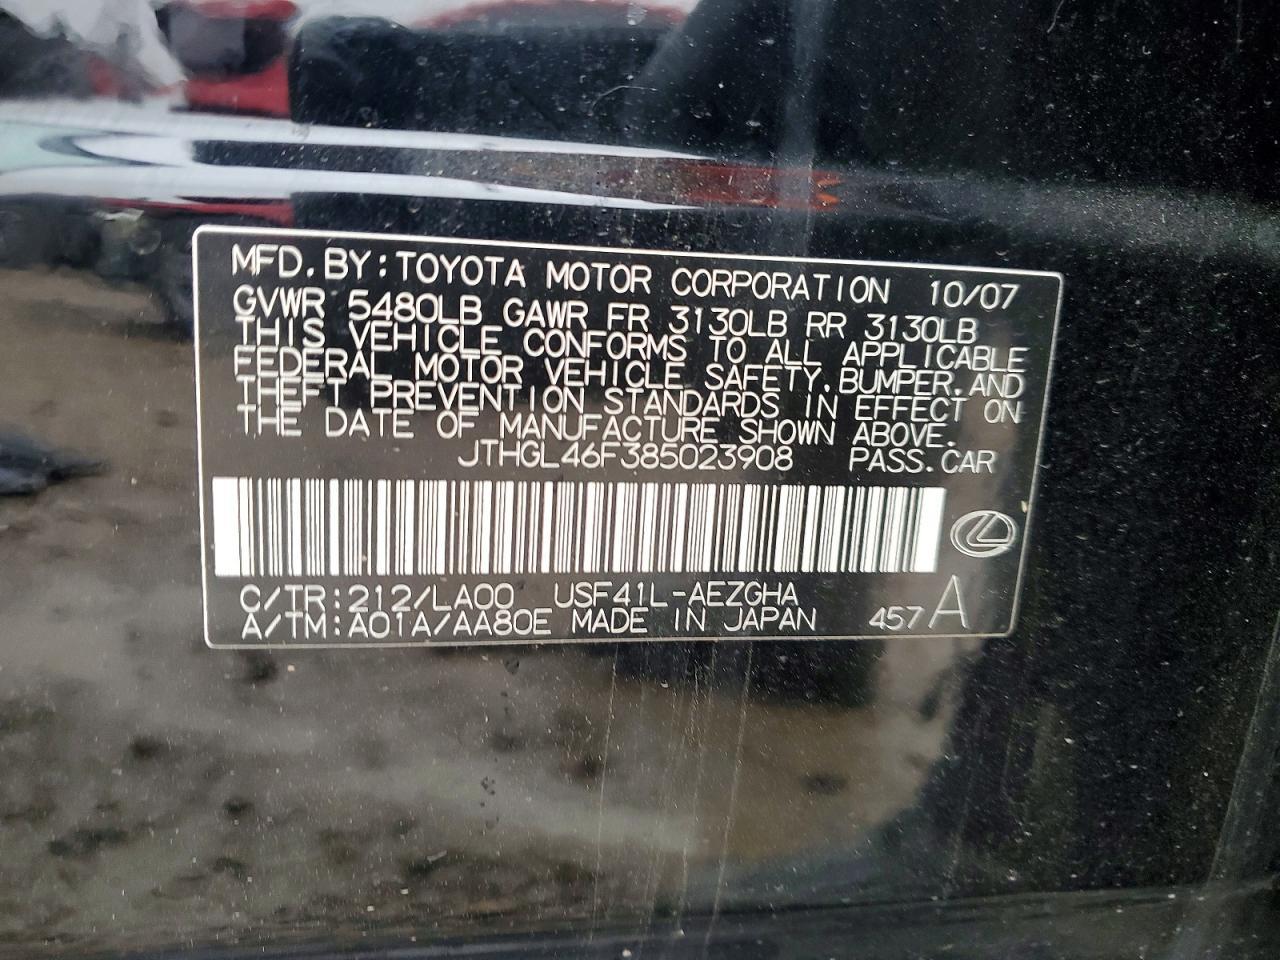 MFD.BY:TOYOTA MOTOR CORPORATION 10/07
GVWR 5480LB GAWR FR 3130LB RR 3130LB
THIS VEHICLE CONFORMS TO ALL APPLICABLE
FEDERAL MOTOR VEHICLE SAFETY,BUMPER,AND
THEFT PREVENTION STANDARDS IN EFFECT ON
THE DATE OF MANUFACTURE SHOWN ABOVE.
JTHGL46F385023908 PASS.CAR
C/TR:212/LA00 USF41L-AEZGHA
A/TM:A01A/AA80E MADE IN JAPAN 457A